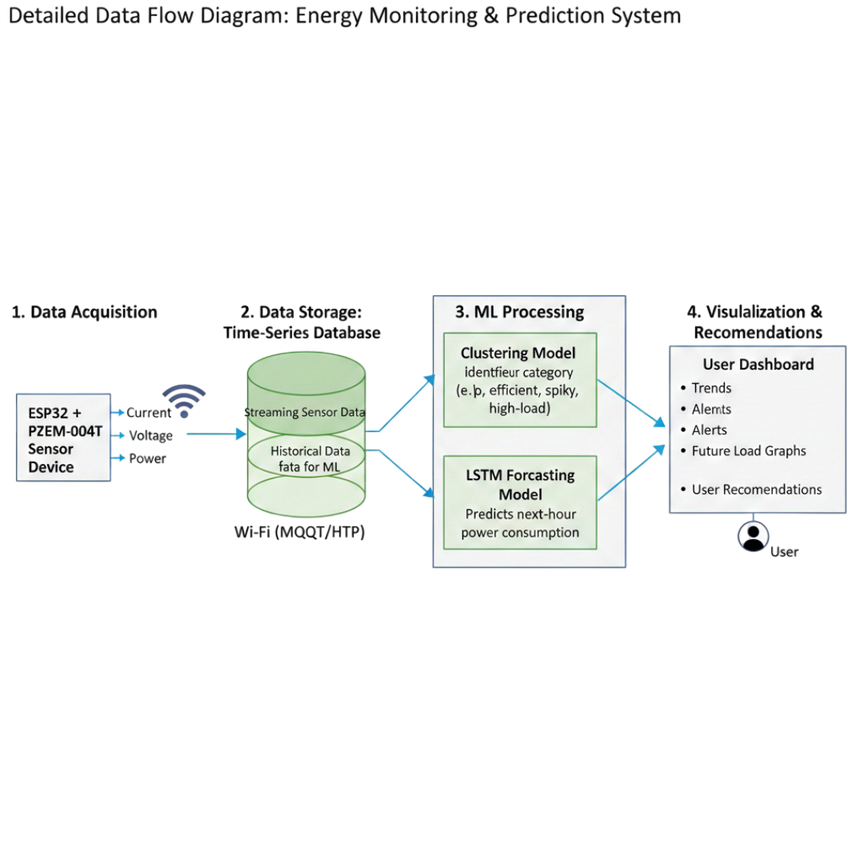 Detailed Data Flow Diagram: Energy Monitoring & Prediction System
1. Data Acquisition
ESP32 +
PZEM-004T
Sensor
Device
Current
Voltage
Power
2. Data Storage:
Time-Series Database
Streaming Sensor Data
Historical Data
fata for ML
Wi-Fi (MQQT/HTP)
3. ML Processing
Clustering Model
identfieur category
(e.p, efficient, spiky,
high-load)
LSTM Forcasting
Model
Predicts next-hour
power consumption
4. Visulalization &
Recomendations
User Dashboard
• Trends
• Alemts
• Alerts
• Future Load Graphs
• User Recomendations
User